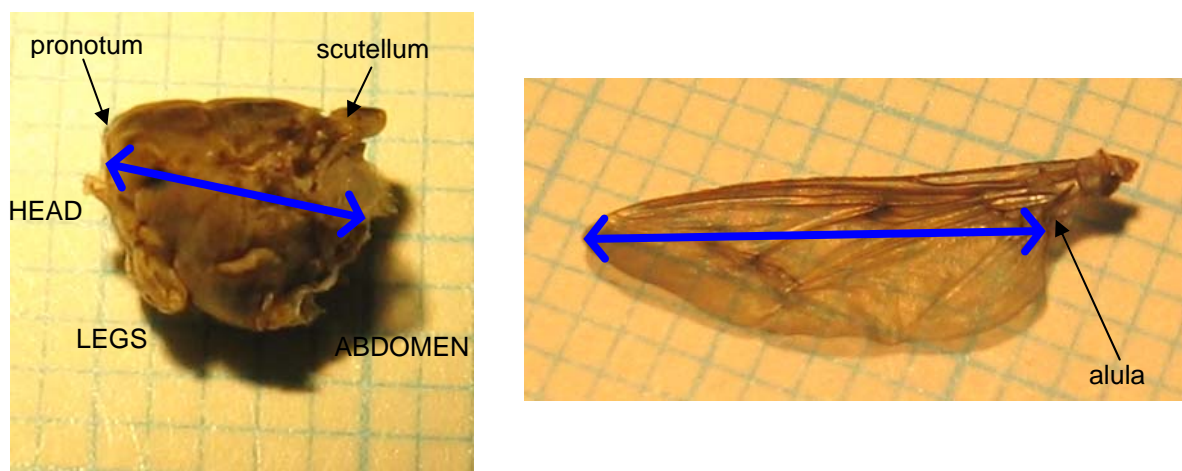 pronotum
scutellum
HEAD
LEGS
ABDOMEN
alula